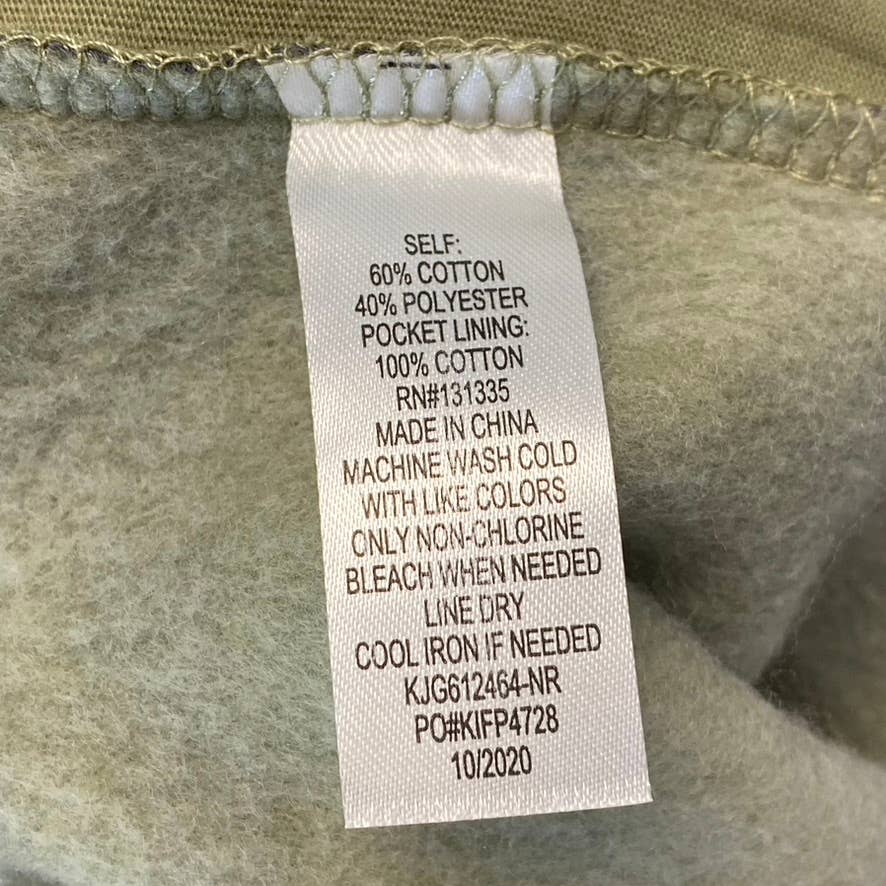 SELF:
60% COTTON
40% POLYESTER
POCKET LINING:
100% COTTON
RN#131335
MADE IN CHINA
MACHINE WASH COLD
WITH LIKE COLORS
ONLY NON-CHLORINE
BLEACH WHEN NEEDED
LINE DRY
COOL IRON IF NEEDED
KJG612464-NR
PO#KIFP4728
10/2020